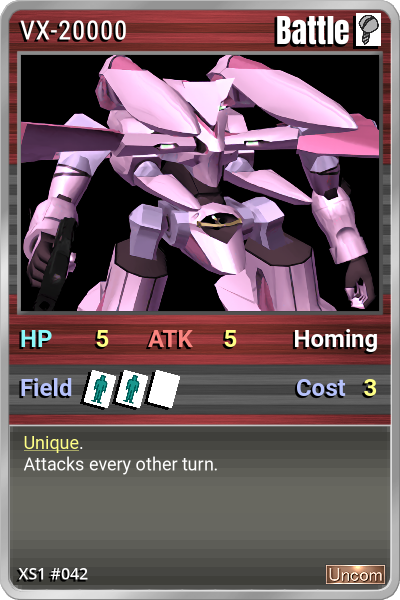 VX-20000 Battle
HP 5 ATK 5 Homing
Field Cost 3
Unique.
Attacks every other turn.
XS1 #042 Uncom